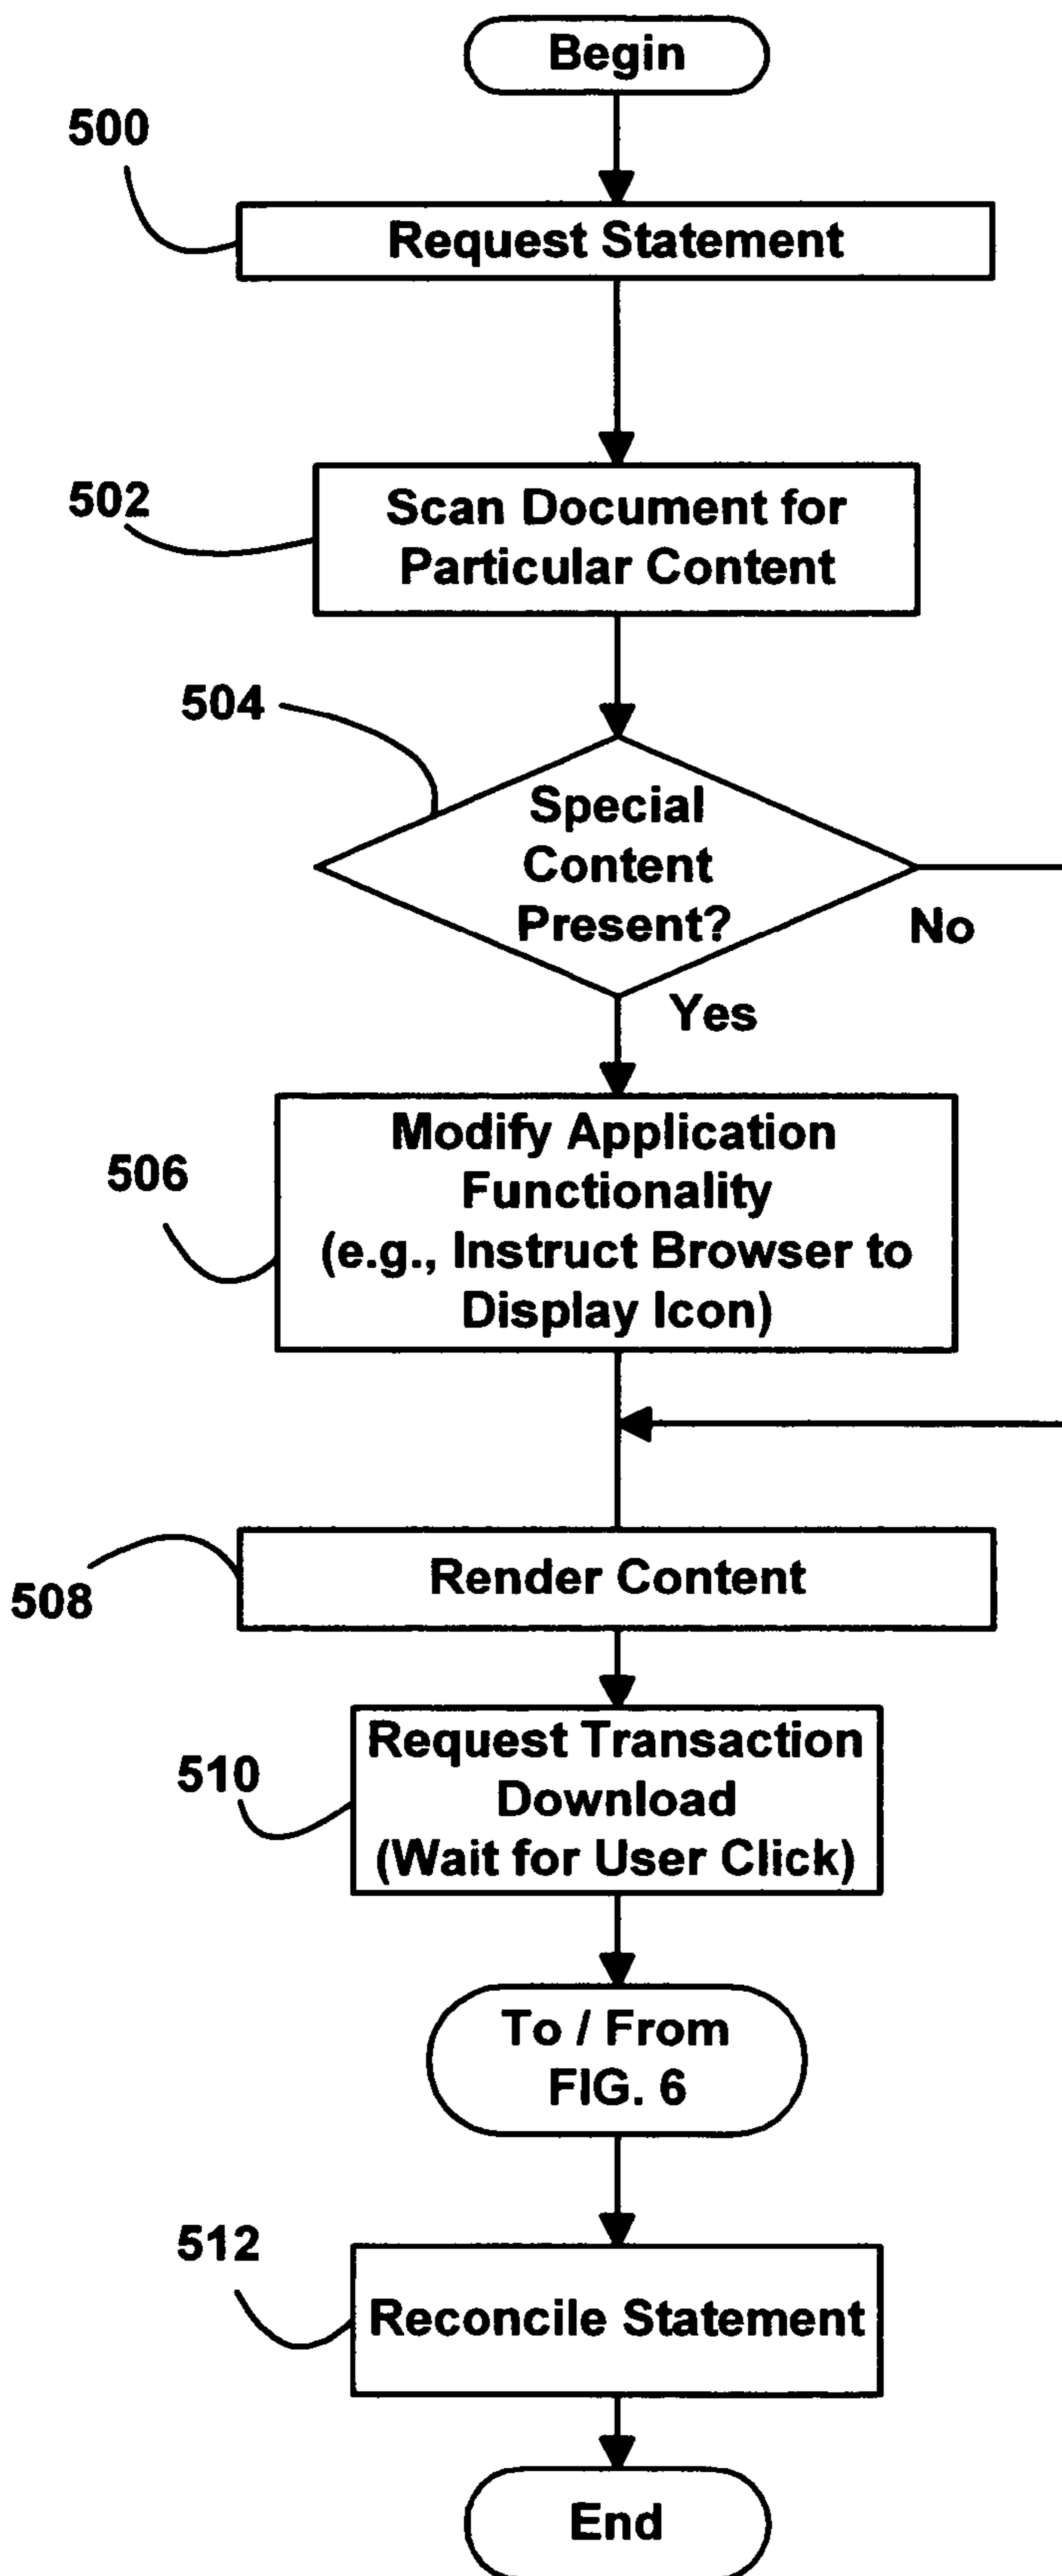 Begin
500
Request Statement
502
Scan Document for
Particular Content
504
Special
Content
Present?
No
Yes
506
Modify Application
Functionality
(e.g., Instruct Browser to
Display Icon)
508
Render Content
510
Request Transaction
Download
(Wait for User Click)
To / From
FIG. 6
512
Reconcile Statement
End